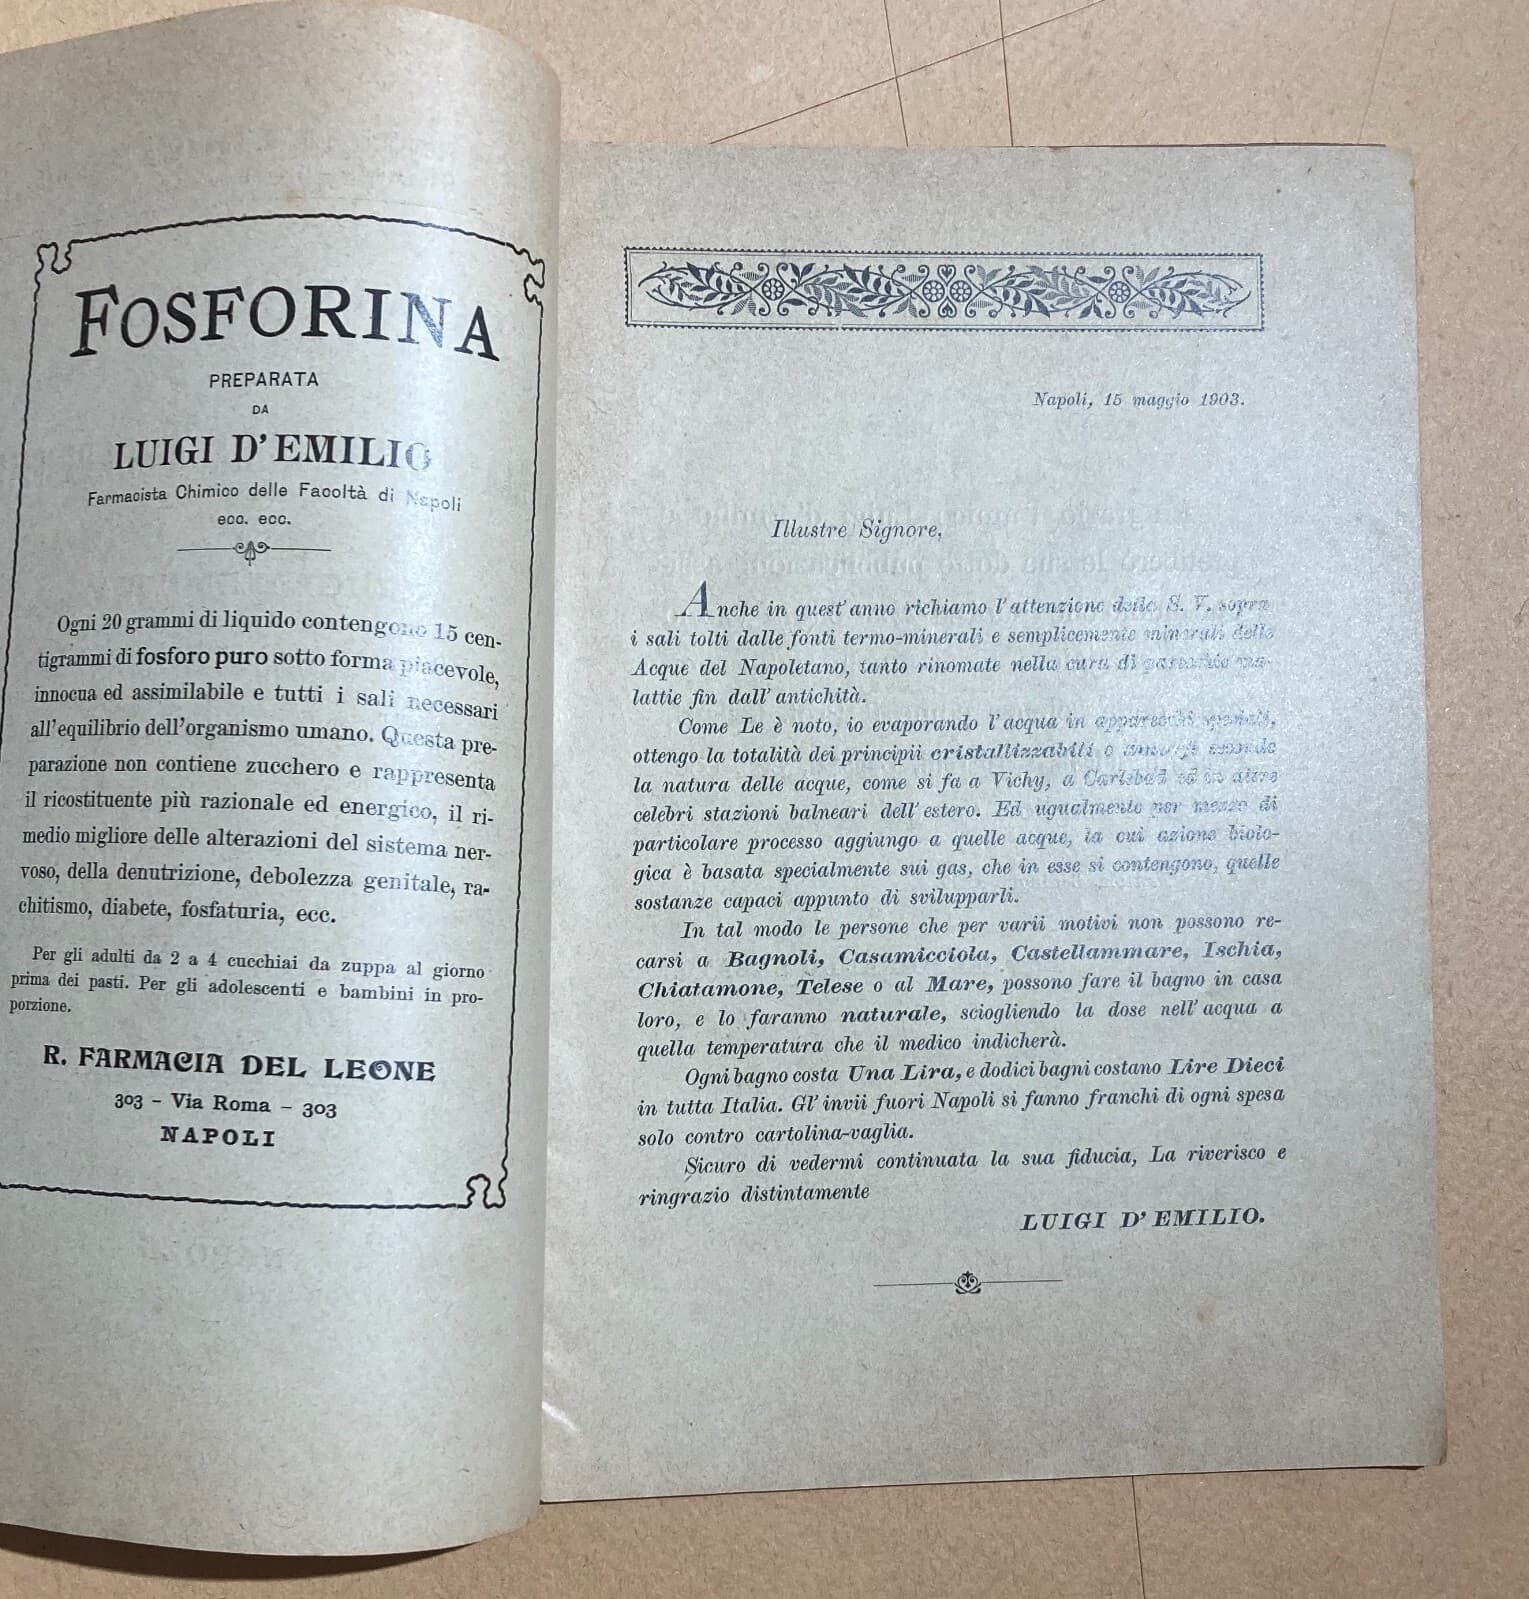 FOSFORINA
PREPARATA
DA
LUIGI D'EMILIO
Farmacista Chimico delle Facoltà di Napoli
ecc. ecc.
Ogni 20 grammi di liquido contengono 15 cen-
tigrammi di fosforo puro sotto forma piacevole,
innocua ed assimilabile e tutti i sali necessari
all'equilibrio dell'organismo umano. Questa pre-
parazione non contiene zucchero e rappresenta
il ricostituente più razionale ed energico, il ri-
medio migliore delle alterazioni del sistema ner-
voso, della denutrizione, debolezza genitale, ra-
chitismo, diabete, fosfaturia, ecc.
Per gli adulti da 2 a 4 cucchiai da zuppa al giorno
prima dei pasti. Per gli adolescenti e bambini in pro-
porzione.
R. FARMACIA DEL LEONE
303 - Via Roma - 303
NAPOLI
Napoli, 15 maggio 1903.
Illustre Signore,
Anche in quest'anno richiamo l'attenzione della S. V. sopra
i sali tolti dalle fonti termo-minerali e semplicemente minerali delle
Acque del Napoletano, tanto rinomate nella cura di parecchie ma-
lattie fin dall'antichità.
Come Le è noto, io evaporando l'acqua in apparecchi speciali,
ottengo la totalità dei principii cristallizzabili o amorfi secondo
la natura delle acque, come si fa a Vichy, a Carlsbad ed in altre
celebri stazioni balneari dell'estero. Ed ugualmente per mezzo di
particolare processo aggiungo a quelle acque, la cui azione biolo-
gica è basata specialmente sui gas, che in esse si contengono, quelle
sostanze capaci appunto di svilupparli.
In tal modo le persone che per varii motivi non possono re-
carsi a Bagnoli, Casamicciola, Castellammare, Ischia,
Chiatamone, Telese o al Mare, possono fare il bagno in casa
loro, e lo faranno naturale, sciogliendo la dose nell'acqua a
quella temperatura che il medico indicherà.
Ogni bagno costa Una Lira, e dodici bagni costano Lire Dieci
in tutta Italia. Gl'invii fuori Napoli si fanno franchi di ogni spesa
solo contro cartolina-vaglia.
Sicuro di vedermi continuata la sua fiducia, La riverisco e
ringrazio distintamente
LUIGI D'EMILIO.